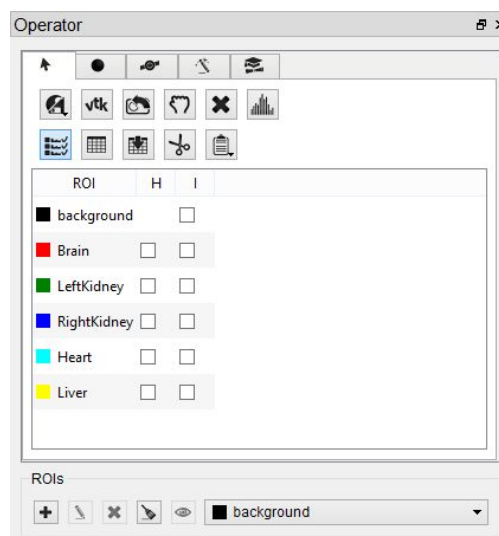 Operator
vtk
ROI H I
background
Brain
LeftKidney
RightKidney
Heart
Liver
ROIs
background